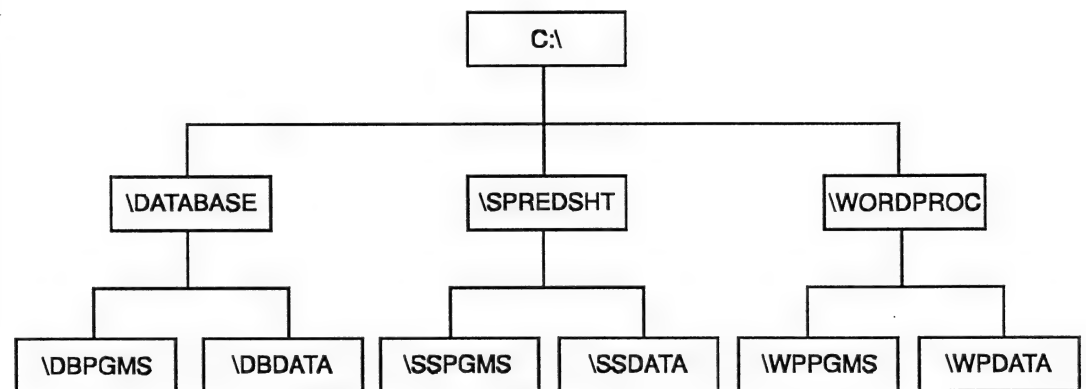 C:\
\DATABASE \SPREDSHT \WORDPROC
\DBPGMS \DBDATA \SSPGMS \SSDATA \WPPGMS \WPDATA